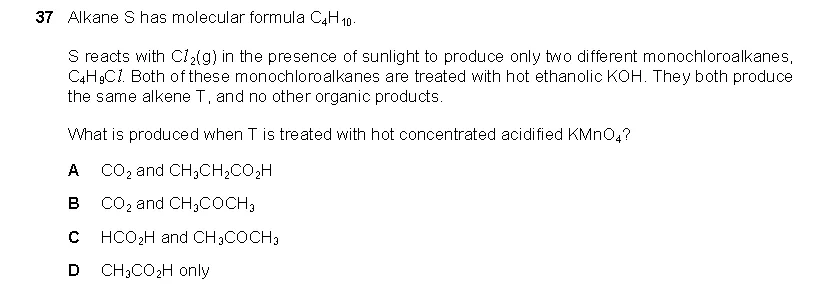 37 Alkane S has molecular formula C₄H₁₀.
S reacts with Cl₂(g) in the presence of sunlight to produce only two different monochloroalkanes,
C₄H₉Cl. Both of these monochloroalkanes are treated with hot ethanolic KOH. They both produce
the same alkene T, and no other organic products.
What is produced when T is treated with hot concentrated acidified KMnO₄?
A CO₂ and CH₃CH₂CO₂H
B CO₂ and CH₃COCH₃
C HCO₂H and CH₃COCH₃
D CH₃CO₂H only